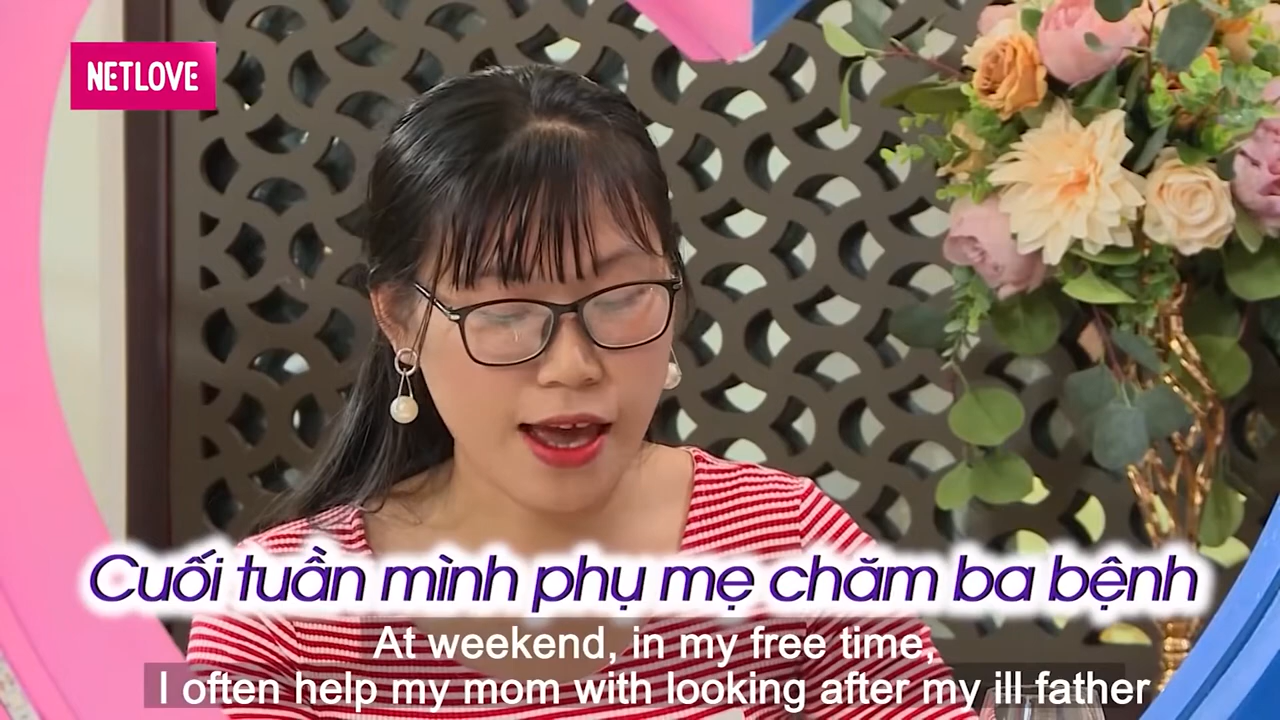 NETLOVE
Cuối tuần mình phụ mẹ chăm ba bệnh
At weekend, in my free time,
I often help my mom with looking after my ill father